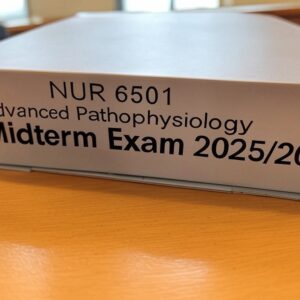 NUR 6501
dvanced Pathophysiology
Midterm Exam 2025/20